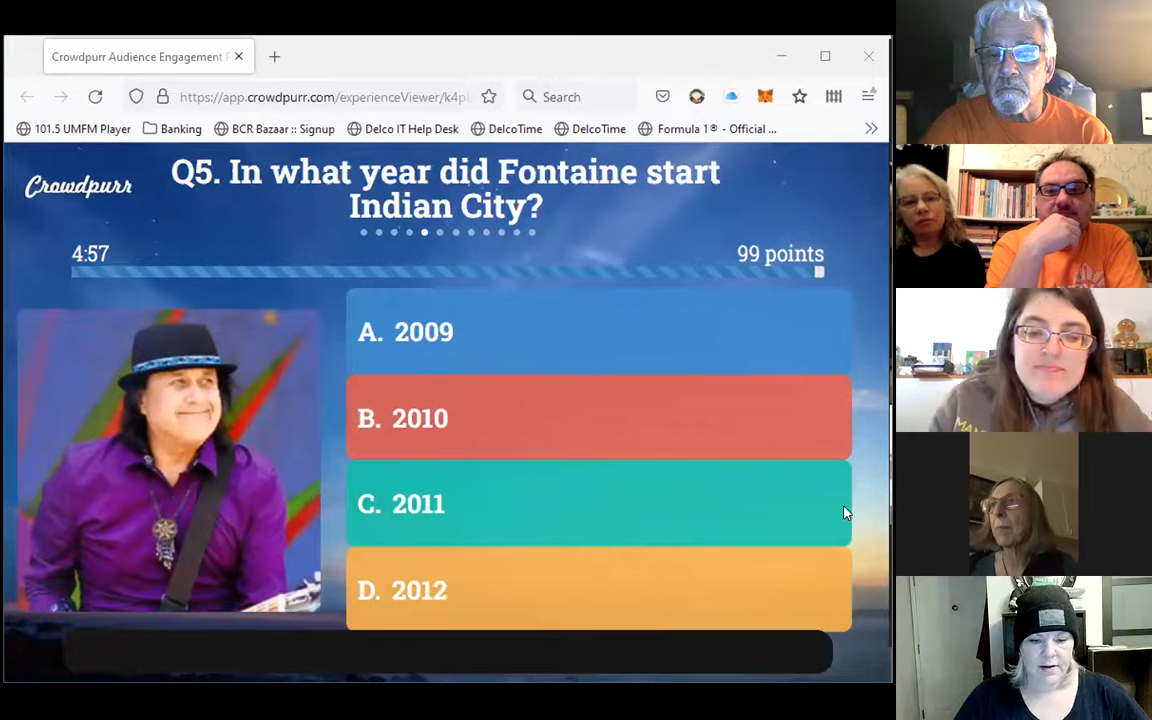 Crowdpurr Audience Engagement
https://app.crowdpurr.com/experienceViewer/k4p
Search
101.5 UMFM Player
Banking
BCR Bazaar :: Signup
Delco IT Help Desk
DelcoTime
DelcoTime
Formula 1® - Official ...
Crowdpurr
Q5. In what year did Fontaine start
Indian City?
4:57
99 points
A. 2009
B. 2010
C. 2011
D. 2012